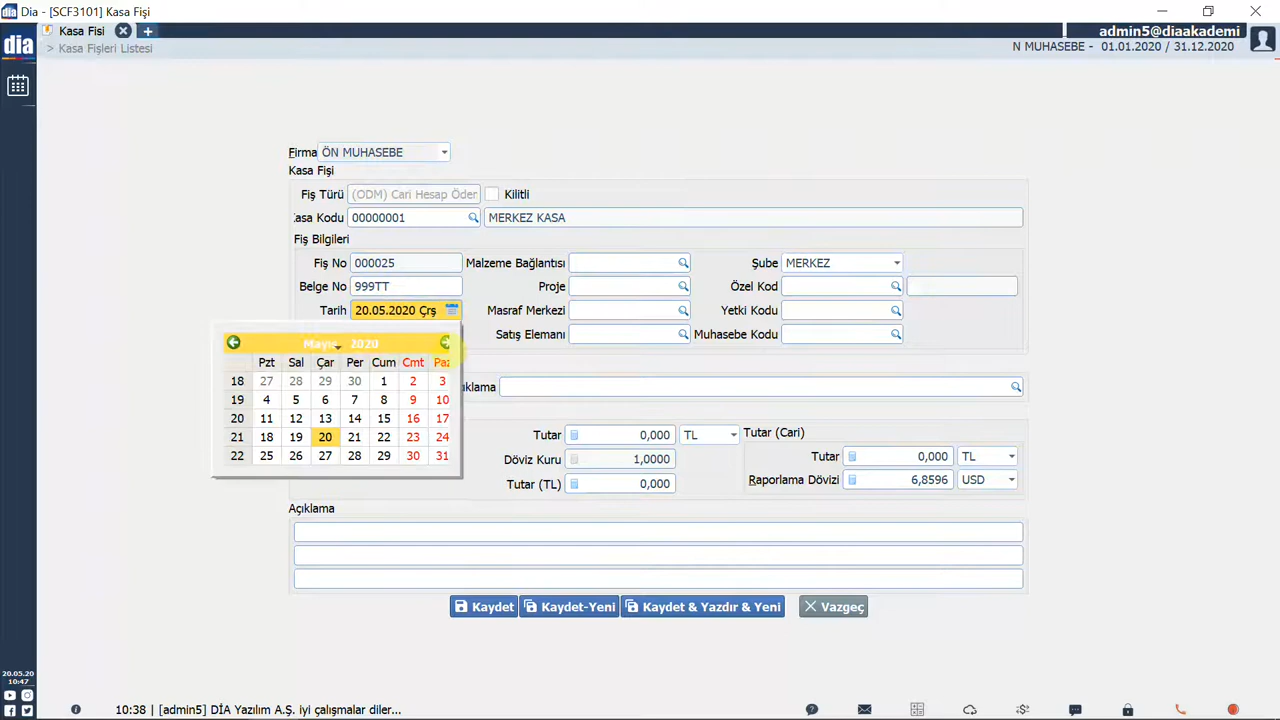 Dia - [SCF3101] Kasa Fişi
dia
Kasa Fisi
admin5@diaakademi
> Kasa Fişleri Listesi
N MUHASEBE - 01.01.2020 / 31.12.2020
Firma ÖN MUHASEBE
Kasa Fişi
Fiş Türü (ODM) Cari Hesap Öder Kilitli
asa Kodu 00000001 MERKEZ KASA
Fiş Bilgileri
Fiş No 000025 Malzeme Bağlantısı Şube MERKEZ
Belge No 999TT Proje Özel Kod
Tarih 20.05.2020 Çrş Masraf Merkezi Yetki Kodu
Satış Elemanı Muhasebe Kodu
Mayıs 2020
Pzt Sal Çar Per Cum Cmt Paz
18 27 28 29 30 1 2 3
19 4 5 6 7 8 9 10
20 11 12 13 14 15 16 17
21 18 19 20 21 22 23 24
22 25 26 27 28 29 30 31
ıklama
Tutar 0,000 TL Tutar (Cari)
Döviz Kuru 1,0000 Tutar 0,000 TL
Tutar (TL) 0,000 Raporlama Dövizi 6,8596 USD
Açıklama
Kaydet Kaydet-Yeni Kaydet & Yazdır & Yeni Vazgeç
20.05.20
10:47
10:38 | [admin5] DİA Yazılım A.Ş. iyi çalışmalar diler...